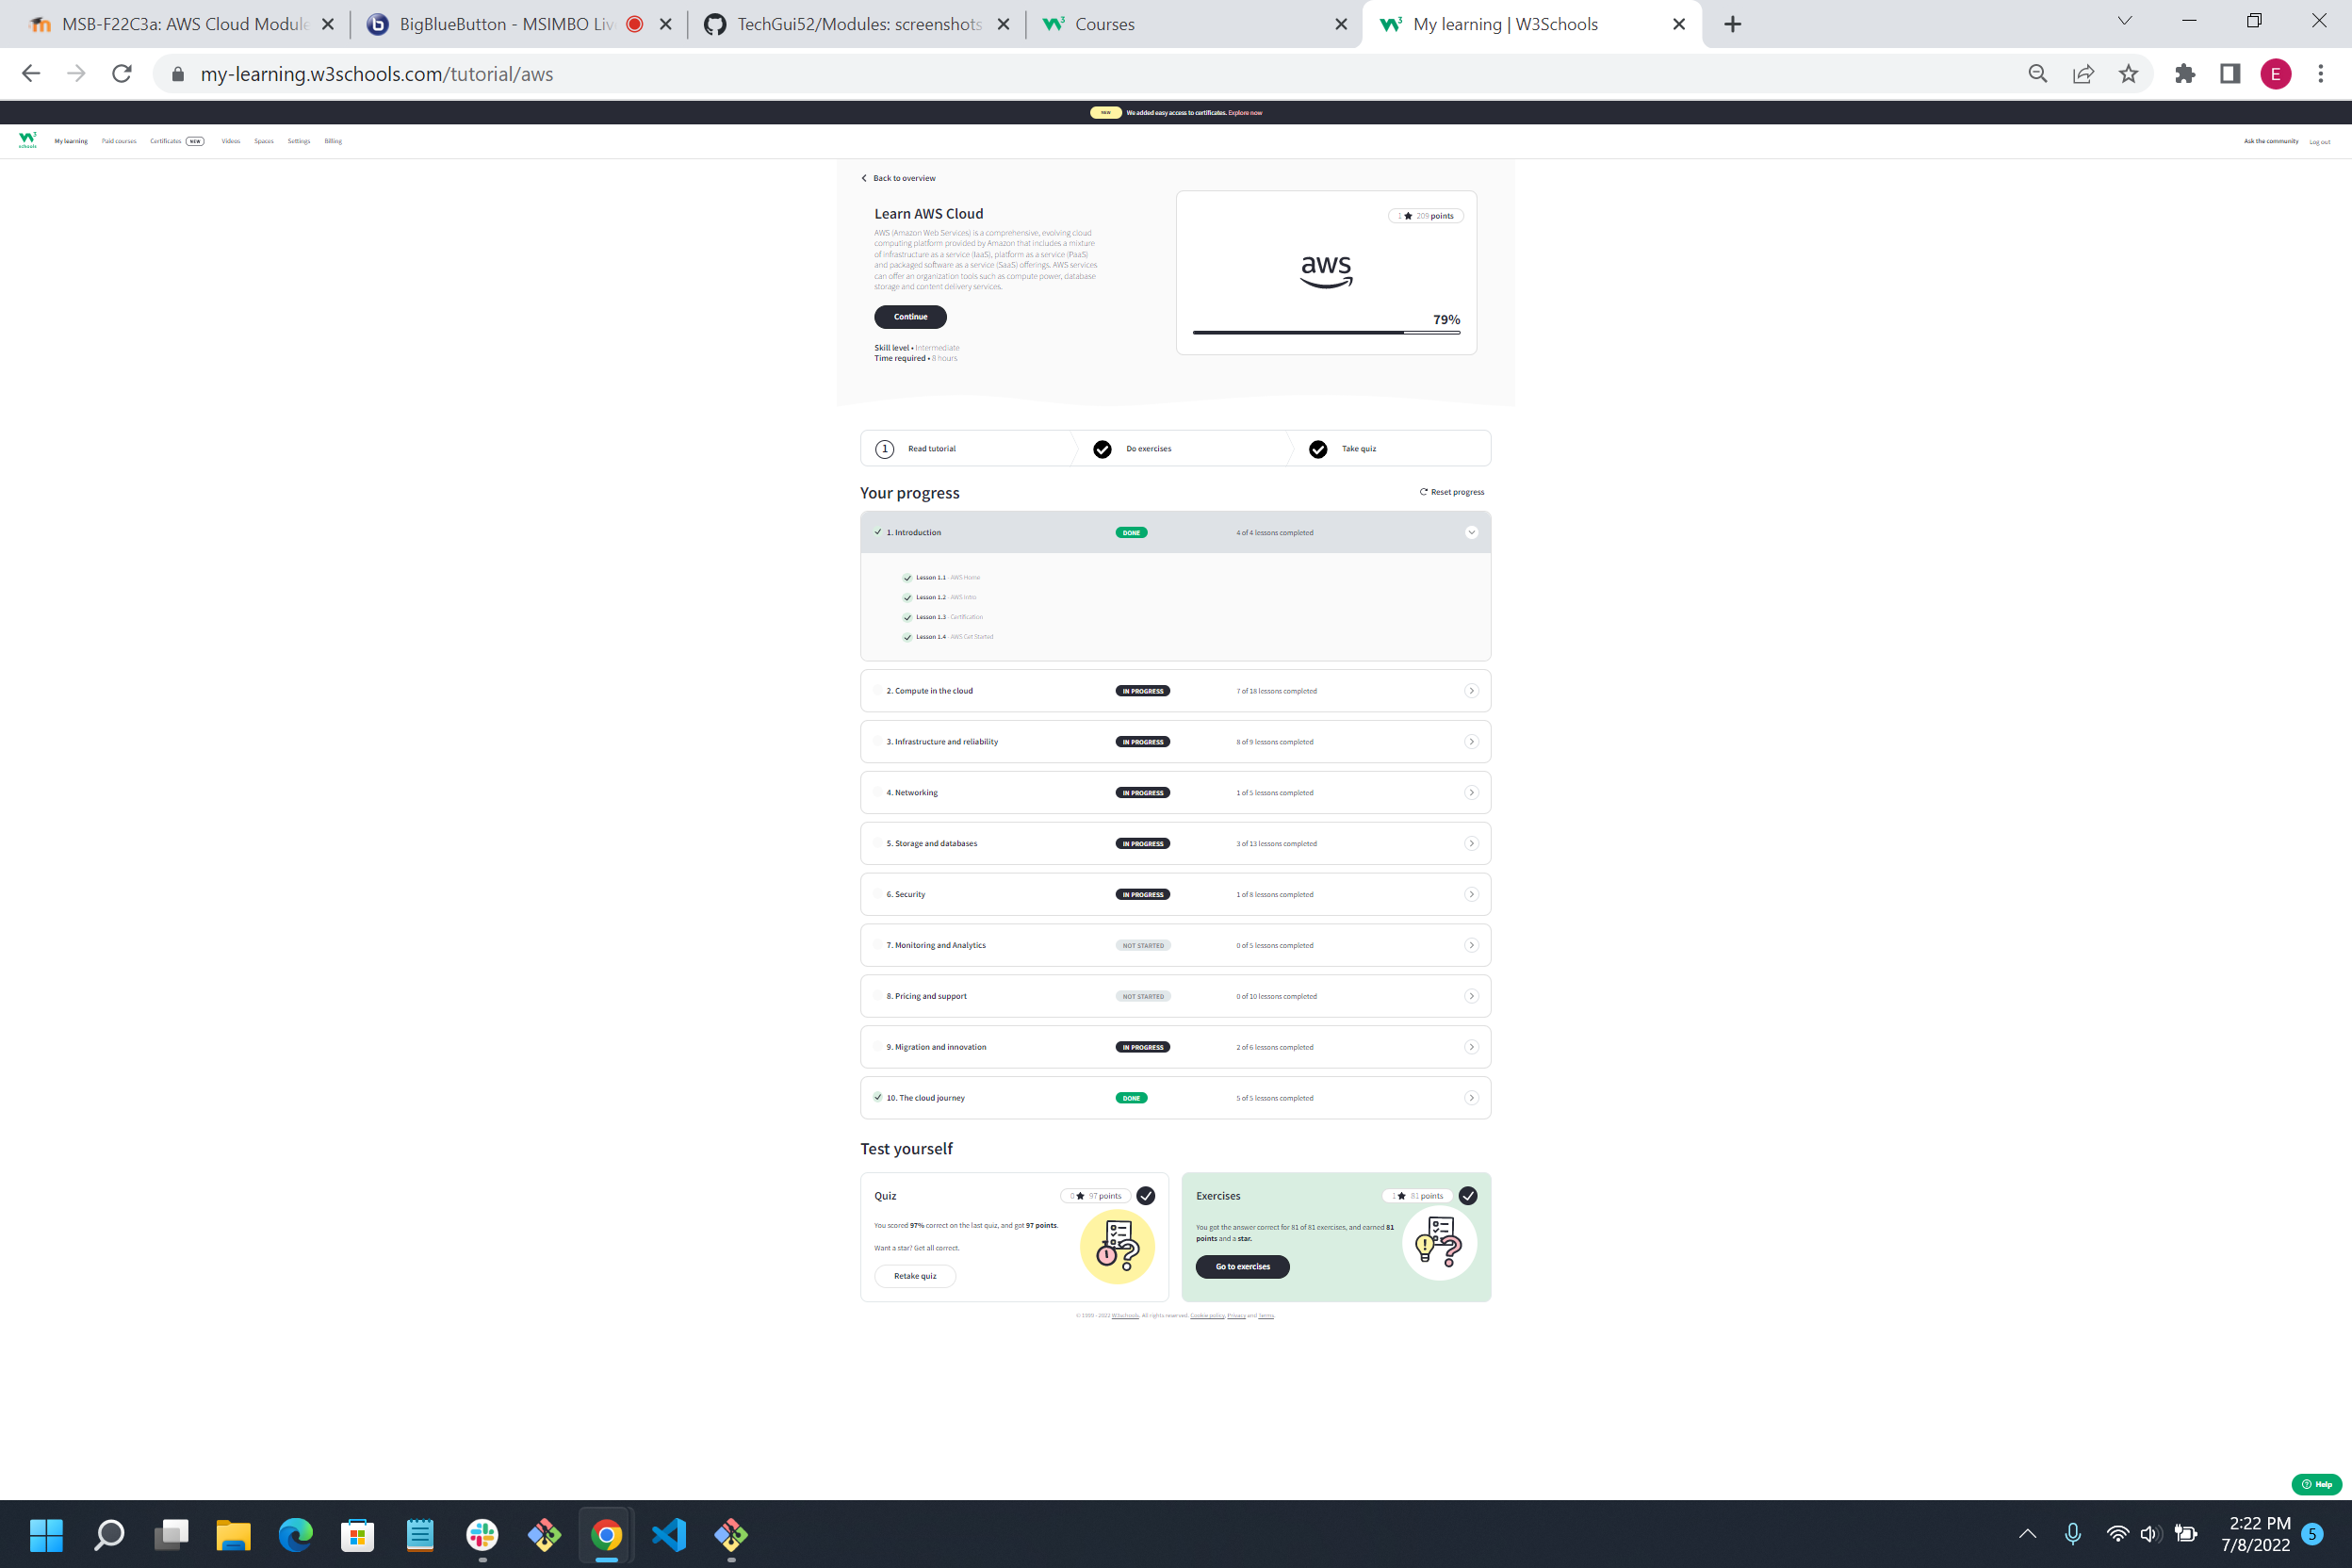 MSB-F22C3a: AWS Cloud Module
BigBlueButton - MSIMBO Liv
TechGui52/Modules: screenshots
Courses
My learning | W3Schools
my-learning.w3schools.com/tutorial/aws
E
NEW We added easy access to certificates. Explore now
schools
My learning Paid courses Certificates NEW Videos Spaces Settings Billing
Ask the community Log out
Back to overview
Learn AWS Cloud
AWS (Amazon Web Services) is a comprehensive, evolving cloud
computing platform provided by Amazon that includes a mixture
of infrastructure as a service (IaaS), platform as a service (PaaS)
and packaged software as a service (SaaS) offerings. AWS services
can offer an organization tools such as compute power, database
storage and content delivery services.
Continue
Skill level • Intermediate
Time required • 8 hours
1 ★ 209 points
aws
79%
1 Read tutorial
Do exercises
Take quiz
Your progress
Reset progress
1. Introduction DONE 4 of 4 lessons completed
Lesson 1.1 - AWS Home
Lesson 1.2 - AWS Intro
Lesson 1.3 - Certification
Lesson 1.4 - AWS Get Started
2. Compute in the cloud IN PROGRESS 7 of 18 lessons completed
3. Infrastructure and reliability IN PROGRESS 8 of 9 lessons completed
4. Networking IN PROGRESS 1 of 5 lessons completed
5. Storage and databases IN PROGRESS 3 of 13 lessons completed
6. Security IN PROGRESS 1 of 8 lessons completed
7. Monitoring and Analytics NOT STARTED 0 of 5 lessons completed
8. Pricing and support NOT STARTED 0 of 10 lessons completed
9. Migration and innovation IN PROGRESS 2 of 6 lessons completed
10. The cloud journey DONE 5 of 5 lessons completed
Test yourself
Quiz
0 ★ 97 points
You scored 97% correct on the last quiz, and got 97 points.
Want a star? Get all correct.
Retake quiz
Exercises
1 ★ 81 points
You got the answer correct for 81 of 81 exercises, and earned 81
points and a star.
Go to exercises
© 1999 - 2022 W3schools. All rights reserved. Cookie policy, Privacy and Terms.
Help
2:22 PM
7/8/2022
5